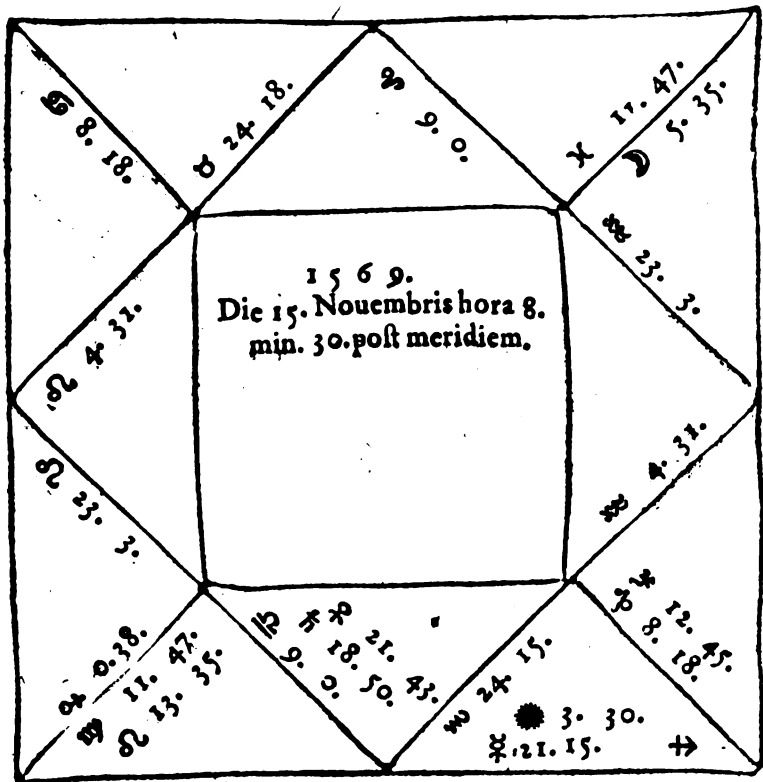 ♋ 8. 18.
♉ 24. 18.
♈ 9. 0.
♓ 11. 47.
☽ 5. 35.
♒ 23. 3.
♌ 4. 32.
1569.
Die 15. Nouembris hora 8.
min. 30. poſt meridiem.
♌ 23. 3.
♒ 4. 32.
0.38.
♍ 11. 47.
13. 35.
21. 43.
18. 50.
♎ 9. 0.
♏ 24. 15.
☉ 3. 30.
☿ 21. 15. ♐
12. 45.
♑ 8. 18.